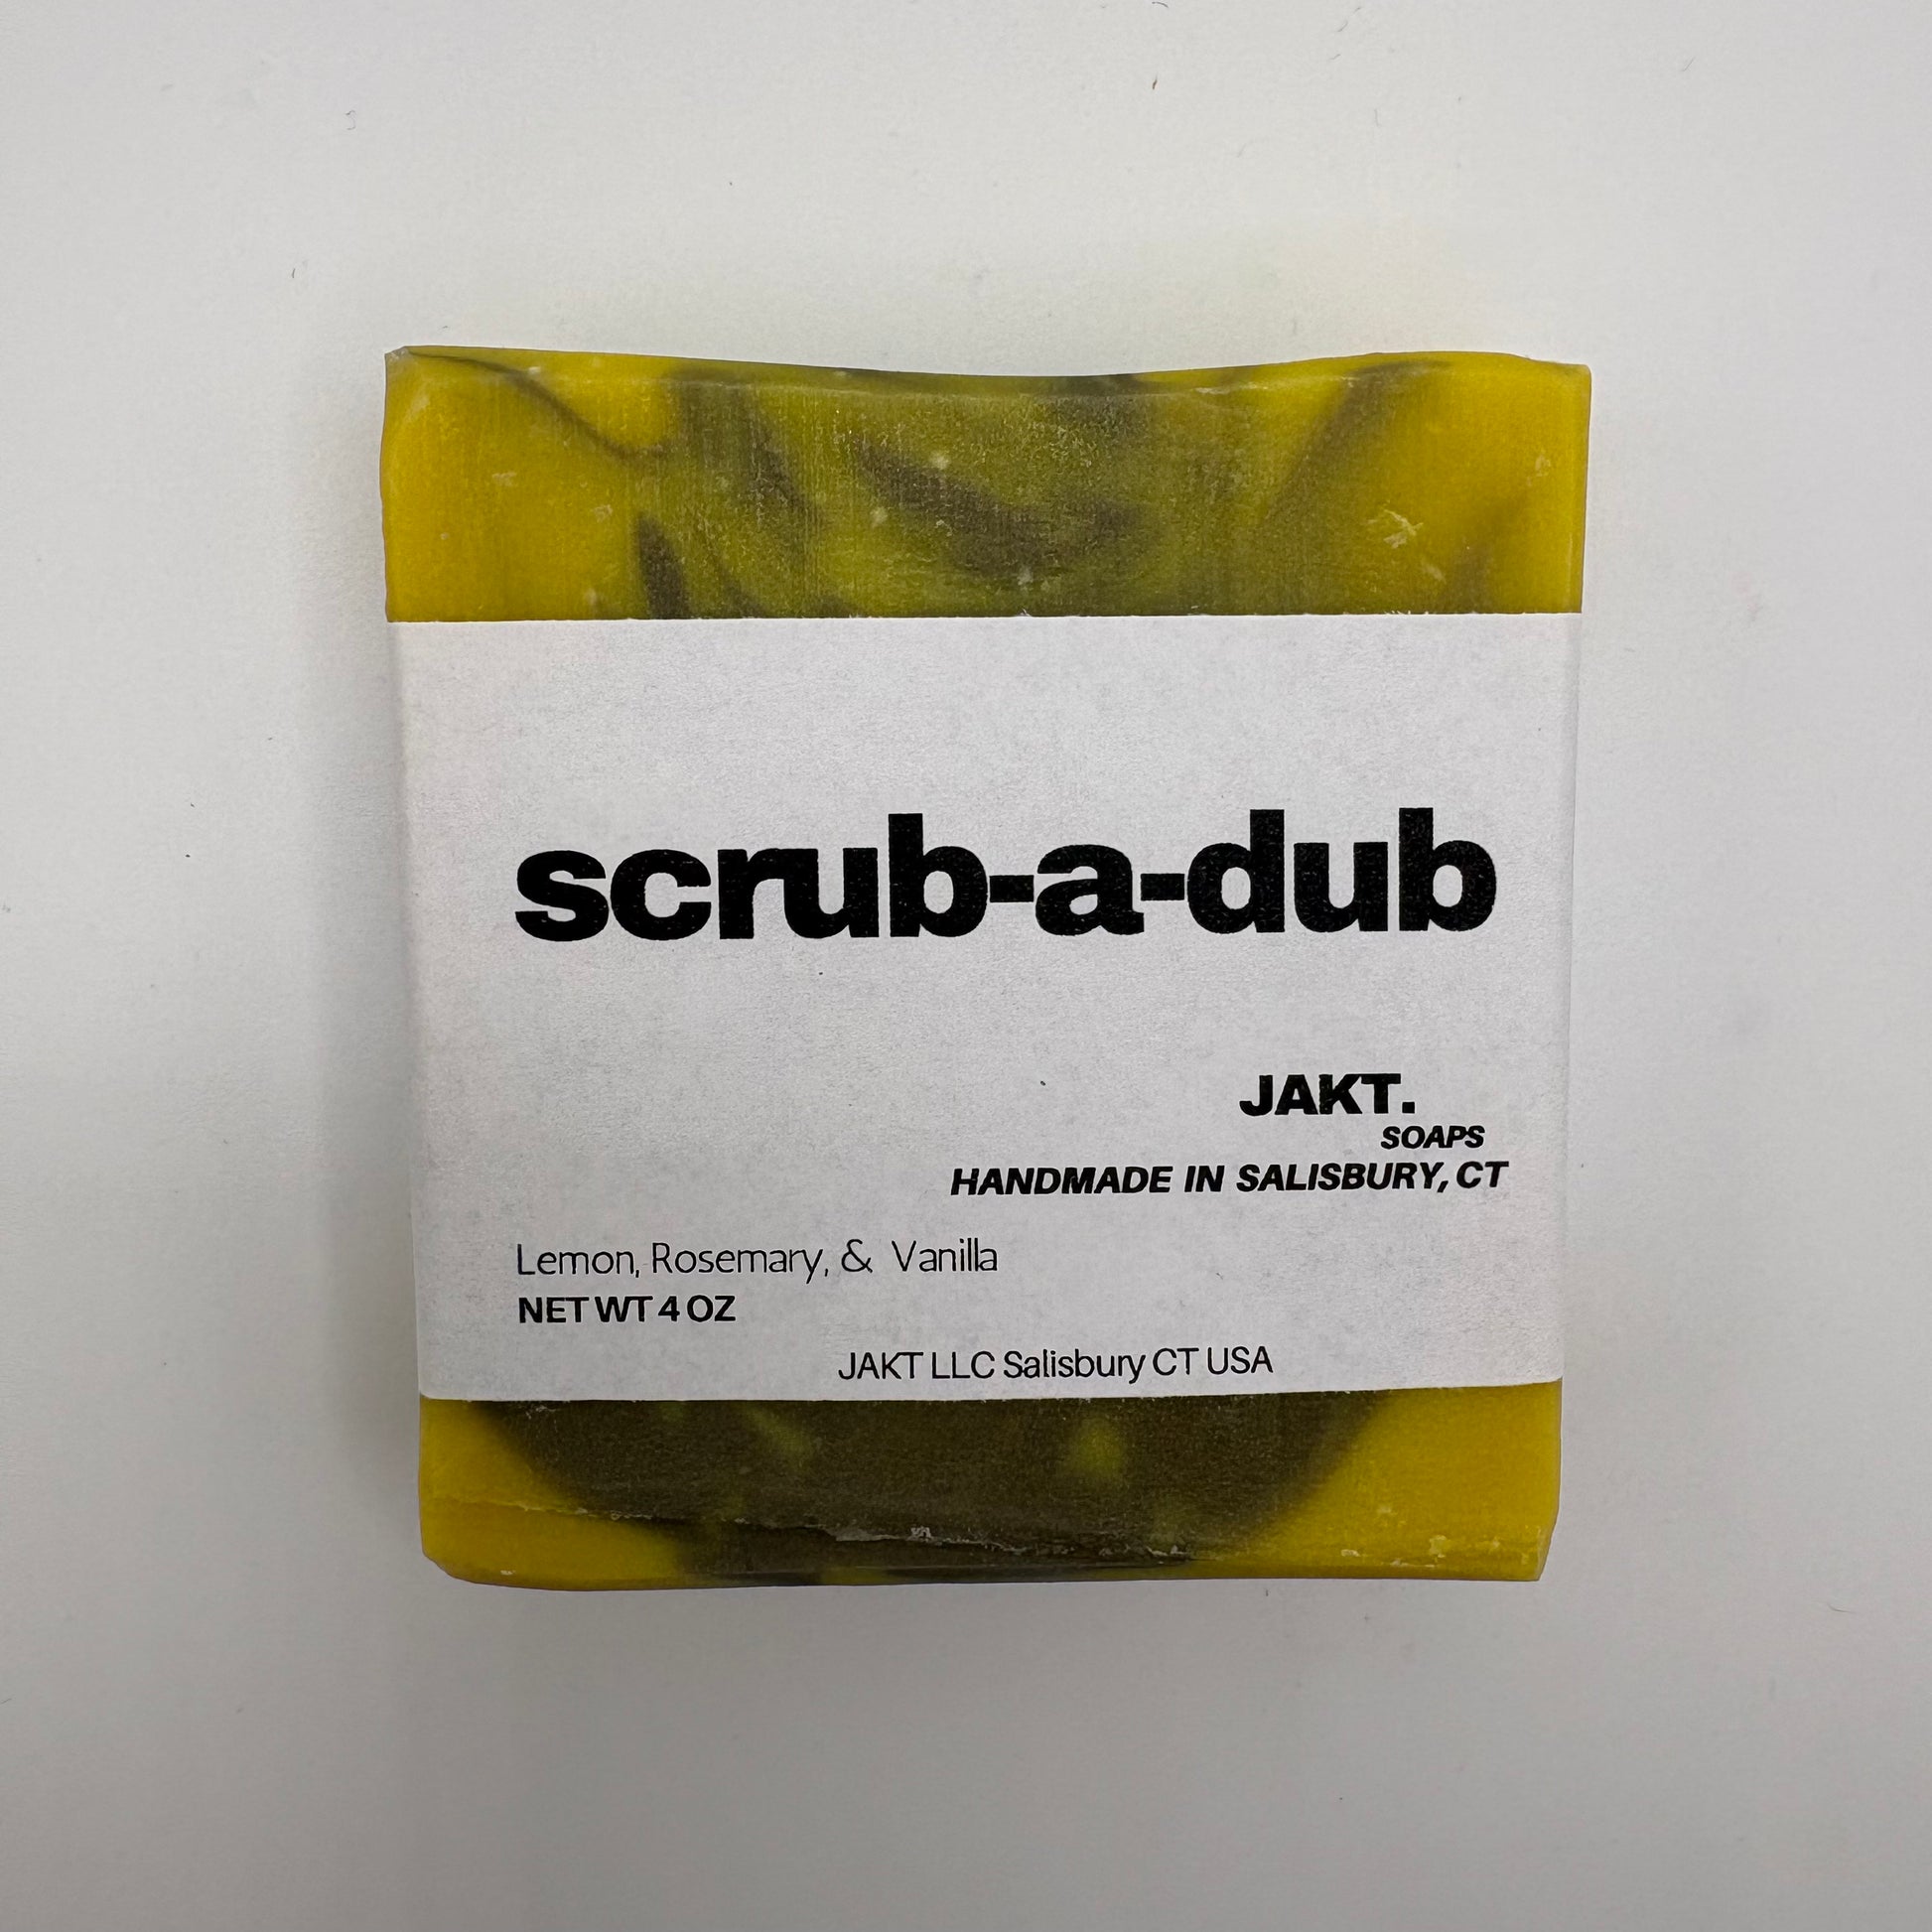 scrub-a-dub
JAKT.
SOAPS
HANDMADE IN SALISBURY, CT
Lemon, Rosemary, & Vanilla
NET WT 4 OZ
JAKT LLC Salisbury CT USA